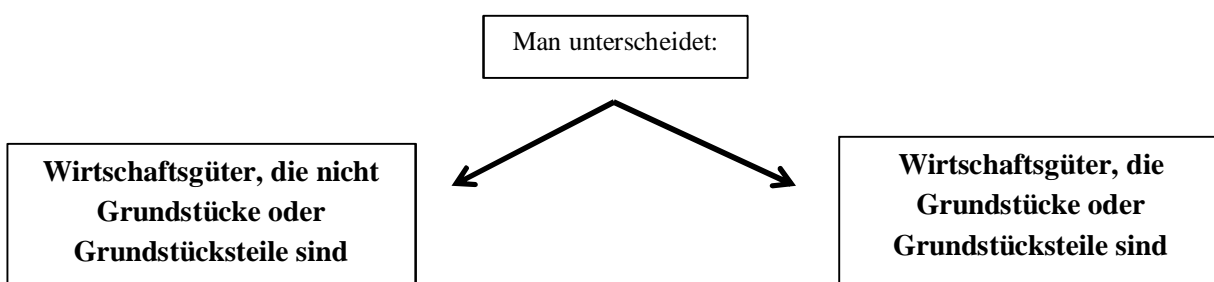 Man unterscheidet:
Wirtschaftsgüter, die nicht
Grundstücke oder
Grundstücksteile sind
Wirtschaftsgüter, die
Grundstücke oder
Grundstücksteile sind